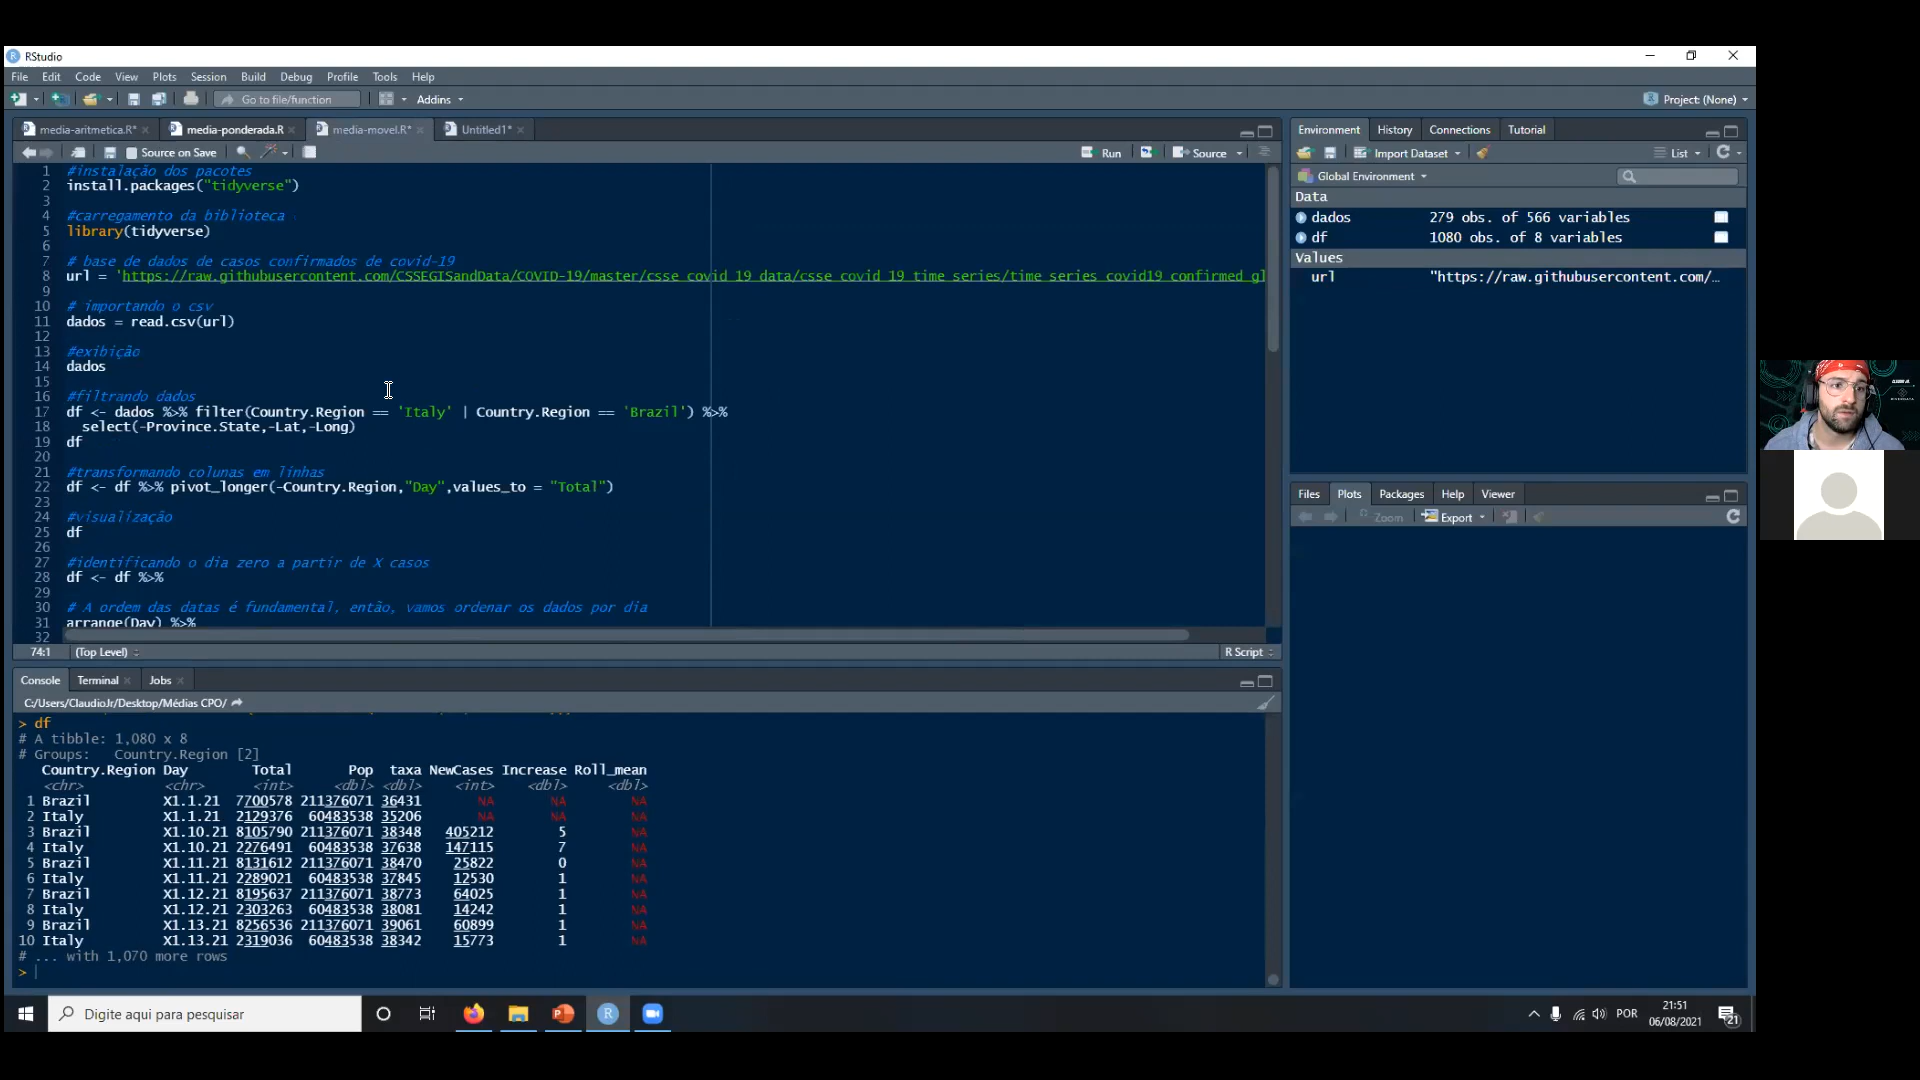 RStudio
File Edit Code View Plots Session Build Debug Profile Tools Help
Go to file/function Addins Project: (None)
media-aritmetica.R* media-ponderada.R media-movel.R* Untitled1*
Source on Save Run Source
1 #instalação dos pacotes
2 install.packages("tidyverse")
3
4 #carregamento da biblioteca
5 library(tidyverse)
6
7 # base de dados de casos confirmados de covid-19
8 url = 'https://raw.githubusercontent.com/CSSEGISandData/COVID-19/master/csse_covid_19_data/csse_covid_19_time_series/time_series_covid19_confirmed_gl
9
10 # importando o csv
11 dados = read.csv(url)
12
13 #exibição
14 dados
15
16 #filtrando dados
17 df <- dados %>% filter(Country.Region == 'Italy' | Country.Region == 'Brazil') %>%
18 select(-Province.State,-Lat,-Long)
19 df
20
21 #transformando colunas em linhas
22 df <- df %>% pivot_longer(-Country.Region,"Day",values_to = "Total")
23
24 #visualização
25 df
26
27 #identificando o dia zero a partir de X casos
28 df <- df %>%
29
30 # A ordem das datas é fundamental, então, vamos ordenar os dados por dia
31 arrange(Day) %>%
32
74:1 (Top Level) R Script
Console Terminal Jobs
C:/Users/ClaudioJr/Desktop/Médias CPO/
> df
# A tibble: 1,080 x 8
# Groups: Country.Region [2]
Country.Region Day Total Pop taxa NewCases Increase Roll_mean
<chr> <chr> <int> <dbl> <dbl> <int> <dbl> <dbl>
1 Brazil X1.1.21 7700578 211376071 36431 NA NA NA
2 Italy X1.1.21 2129376 60483538 35206 NA NA NA
3 Brazil X1.10.21 8105790 211376071 38348 405212 5 NA
4 Italy X1.10.21 2276491 60483538 37638 147115 7 NA
5 Brazil X1.11.21 8131612 211376071 38470 25822 0 NA
6 Italy X1.11.21 2289021 60483538 37845 12530 1 NA
7 Brazil X1.12.21 8195637 211376071 38773 64025 1 NA
8 Italy X1.12.21 2303263 60483538 38081 14242 1 NA
9 Brazil X1.13.21 8256536 211376071 39061 60899 1 NA
10 Italy X1.13.21 2319036 60483538 38342 15773 1 NA
# ... with 1,070 more rows
>
Environment History Connections Tutorial
Import Dataset List
Global Environment
Data
dados 279 obs. of 566 variables
df 1080 obs. of 8 variables
Values
url "https://raw.githubusercontent.com/…
Files Plots Packages Help Viewer
Zoom Export
Digite aqui para pesquisar
POR
21:51
06/08/2021
21